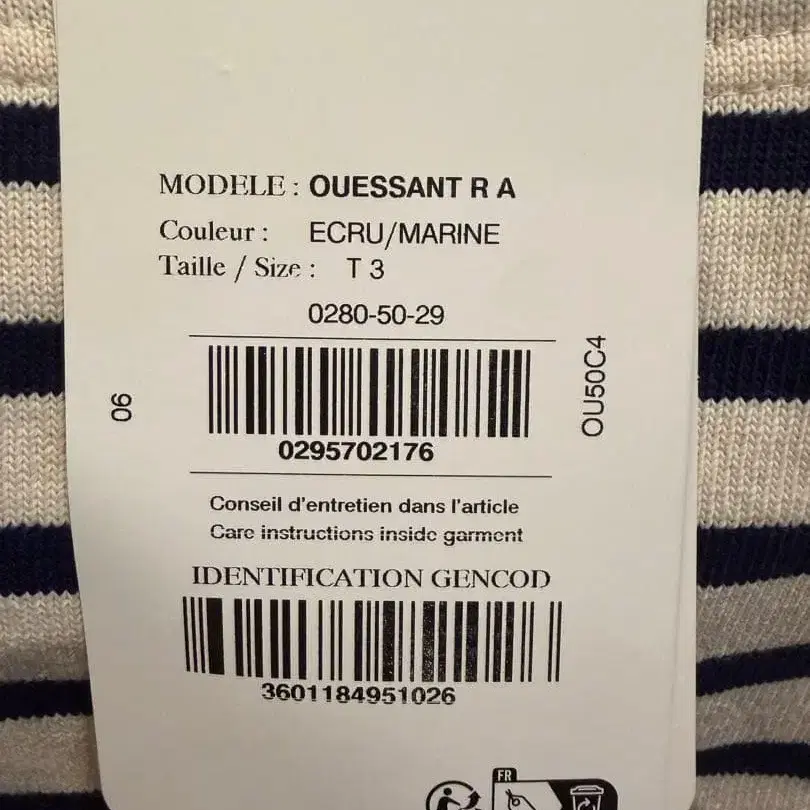 MODELE : OUESSANT R A
Couleur : ECRU/MARINE
Taille / Size : T 3
0280-50-29
06
OU50C4
0295702176
Conseil d'entretien dans l'article
Care instructions inside garment
IDENTIFICATION GENCOD
3601184951026
FR